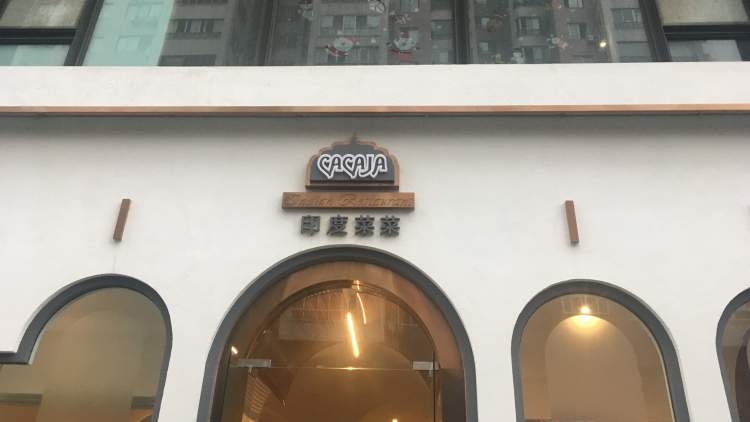 CACAJA
Indian Restaurant
印度菜菜